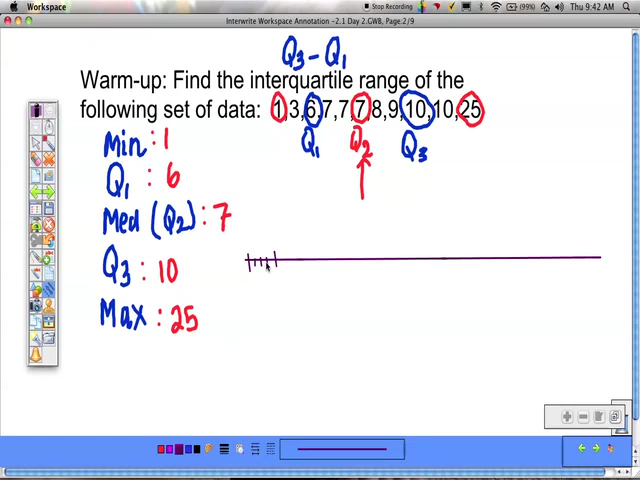 Workspace
Stop Recording
(99%)
Thu 9:42 AM
Interwrite Workspace Annotation -2.1 Day 2.GWB, Page:2/9
Q3 - Q1
Warm-up: Find the interquartile range of the
following set of data: 1,3,6,7,7,7,8,9,10,10,25
Q1 Q2 Q3
Min : 1
Q1 : 6
Med (Q2) : 7
Q3 : 10
Max : 25